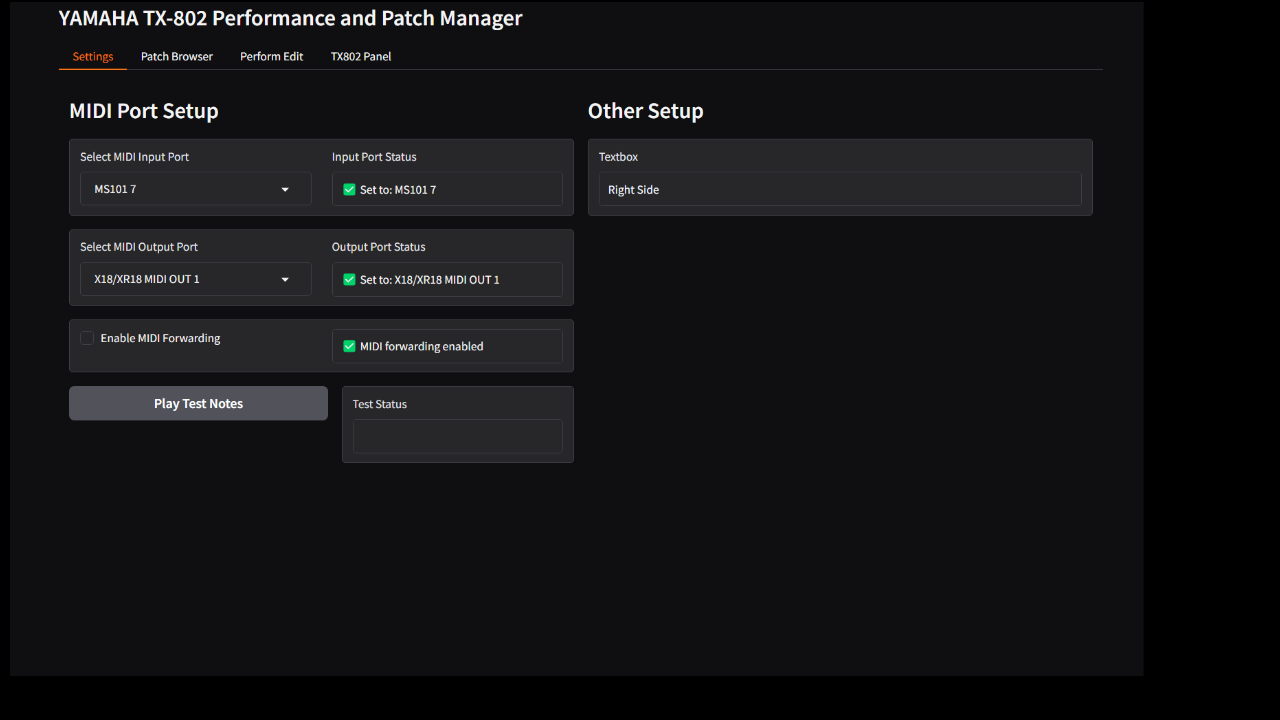 YAMAHA TX-802 Performance and Patch Manager
Settings Patch Browser Perform Edit TX802 Panel
MIDI Port Setup
Select MIDI Input Port Input Port Status
MS101 7 Set to: MS101 7
Select MIDI Output Port Output Port Status
X18/XR18 MIDI OUT 1 Set to: X18/XR18 MIDI OUT 1
Enable MIDI Forwarding MIDI forwarding enabled
Play Test Notes Test Status
Other Setup
Textbox
Right Side